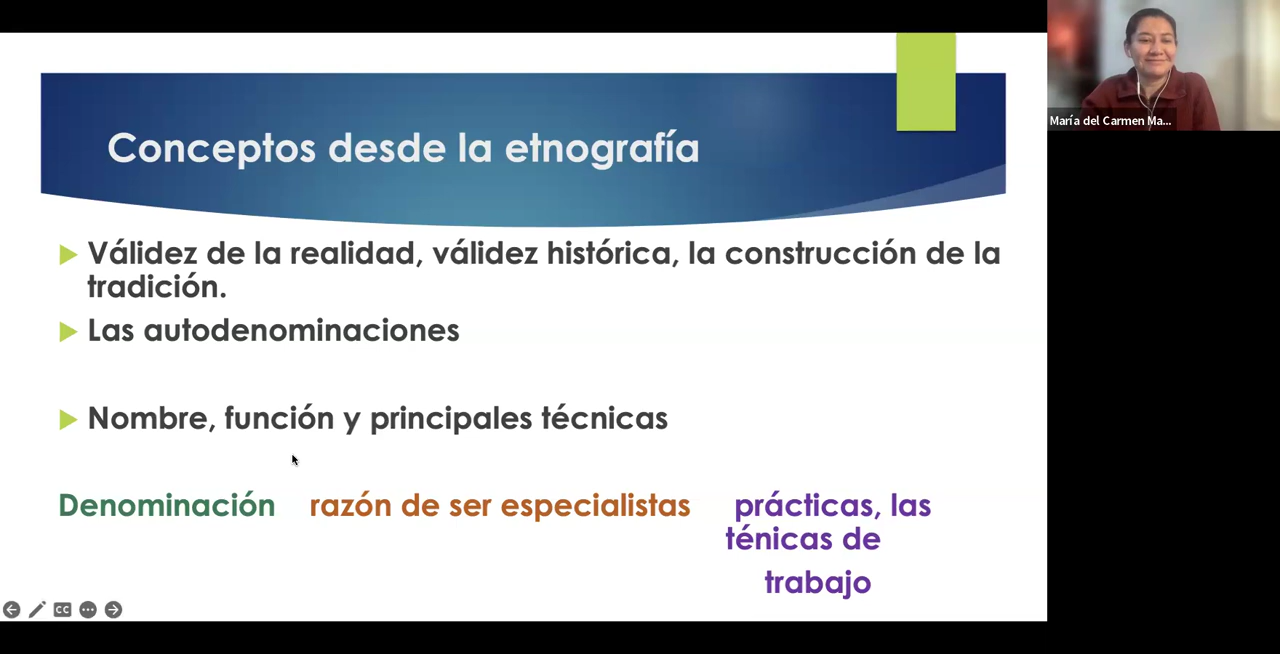 Conceptos desde la etnografía
Válidez de la realidad, válidez histórica, la construcción de la
tradición.
Las autodenominaciones
Nombre, función y principales técnicas
Denominación razón de ser especialistas prácticas, las
ténicas de
trabajo
María del Carmen Ma...
CC